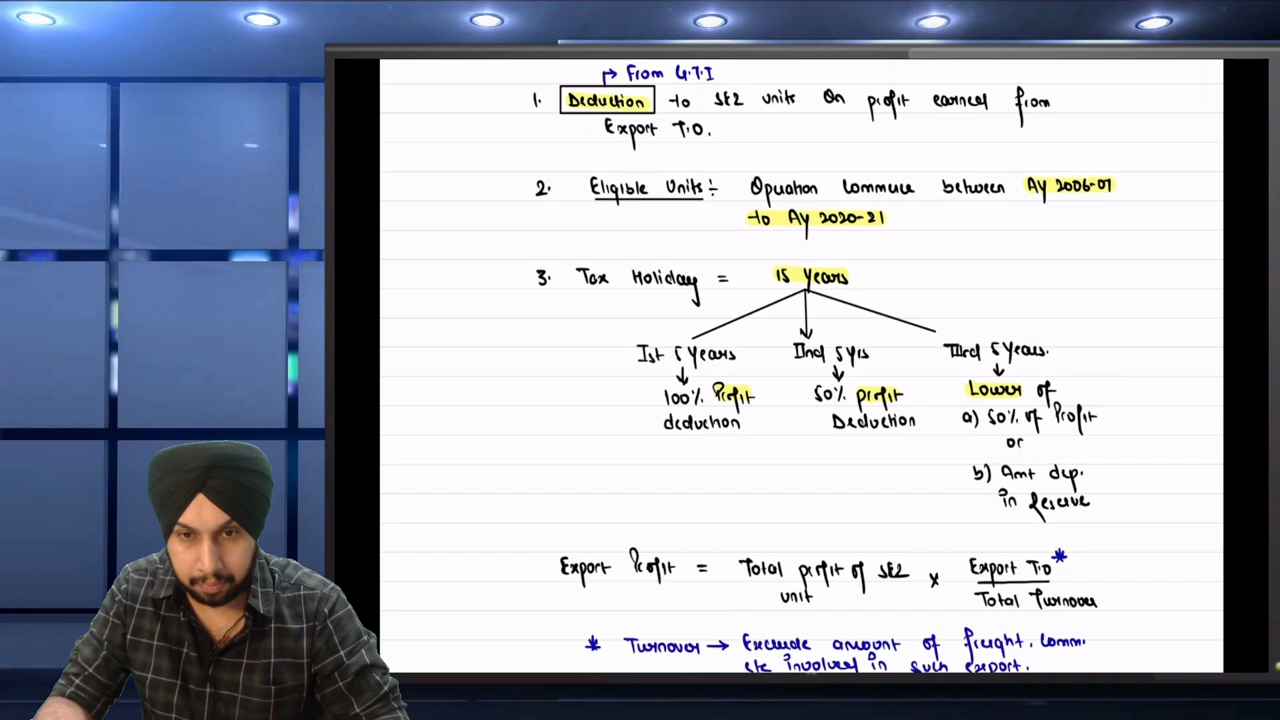 From G.T.I
1. Deduction to SEZ units on profit earned from
Export T.O.
2. Eligible Units :- Operation commence between Ay 2006-07
to Ay 2020-21
3. Tax Holiday = 15 years
Ist 5 years IInd 5 yrs IIIrd 5 years.
100% Profit 50% profit Lower of
deduction Deduction a) 50% of Profit
or
b) Amt dep.
in Reserve
Export Profit = Total profit of SEZ x Export T.O*
unit Total Turnover
* Turnover → Exclude amount of freight, comm.
etc involved in such export.